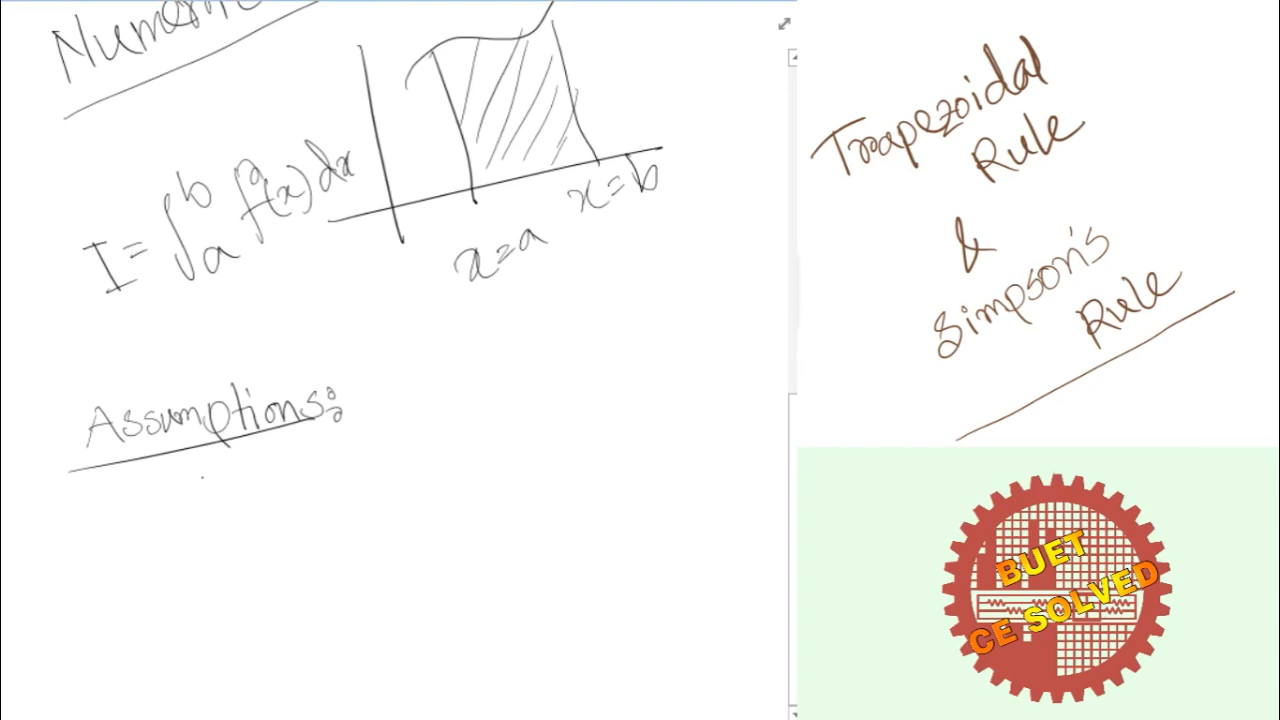 I = ∫ₐᵇ f(x) dx
x=a
x=b
Assumptions:
Trapezoidal
Rule
&
Simpson's
Rule
BUET
CE SOLVED